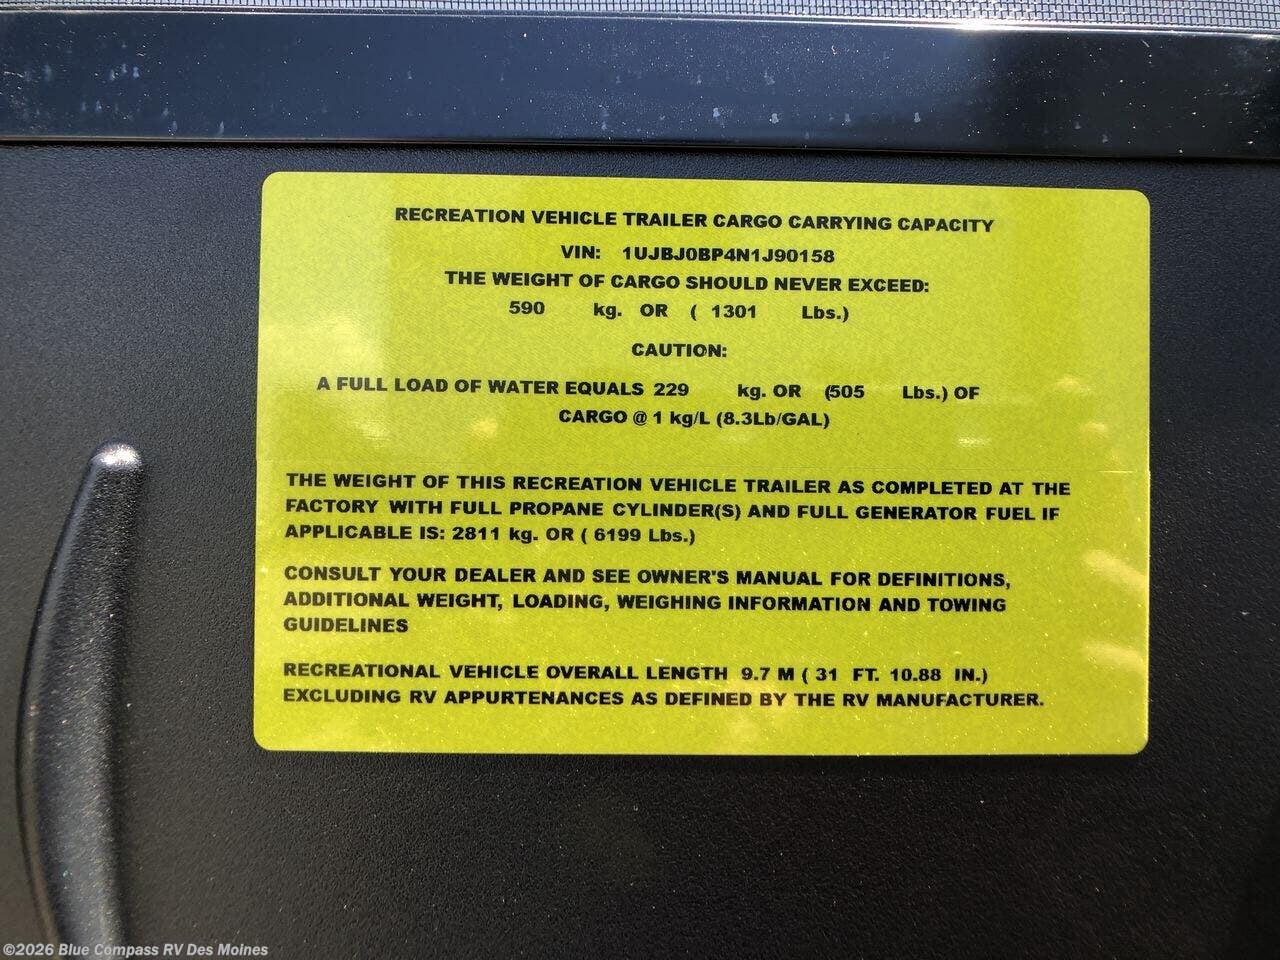 RECREATION VEHICLE TRAILER CARGO CARRYING CAPACITY
VIN: 1UJBJ0BP4N1J90158
THE WEIGHT OF CARGO SHOULD NEVER EXCEED:
590 kg. OR ( 1301 Lbs.)
CAUTION:
A FULL LOAD OF WATER EQUALS 229 kg. OR (505 Lbs.) OF
CARGO @ 1 kg/L (8.3Lb/GAL)
THE WEIGHT OF THIS RECREATION VEHICLE TRAILER AS COMPLETED AT THE
FACTORY WITH FULL PROPANE CYLINDER(S) AND FULL GENERATOR FUEL IF
APPLICABLE IS: 2811 kg. OR ( 6199 Lbs.)
CONSULT YOUR DEALER AND SEE OWNER'S MANUAL FOR DEFINITIONS,
ADDITIONAL WEIGHT, LOADING, WEIGHING INFORMATION AND TOWING
GUIDELINES
RECREATIONAL VEHICLE OVERALL LENGTH 9.7 M ( 31 FT. 10.88 IN.)
EXCLUDING RV APPURTENANCES AS DEFINED BY THE RV MANUFACTURER.
©2026 Blue Compass RV Des Moines